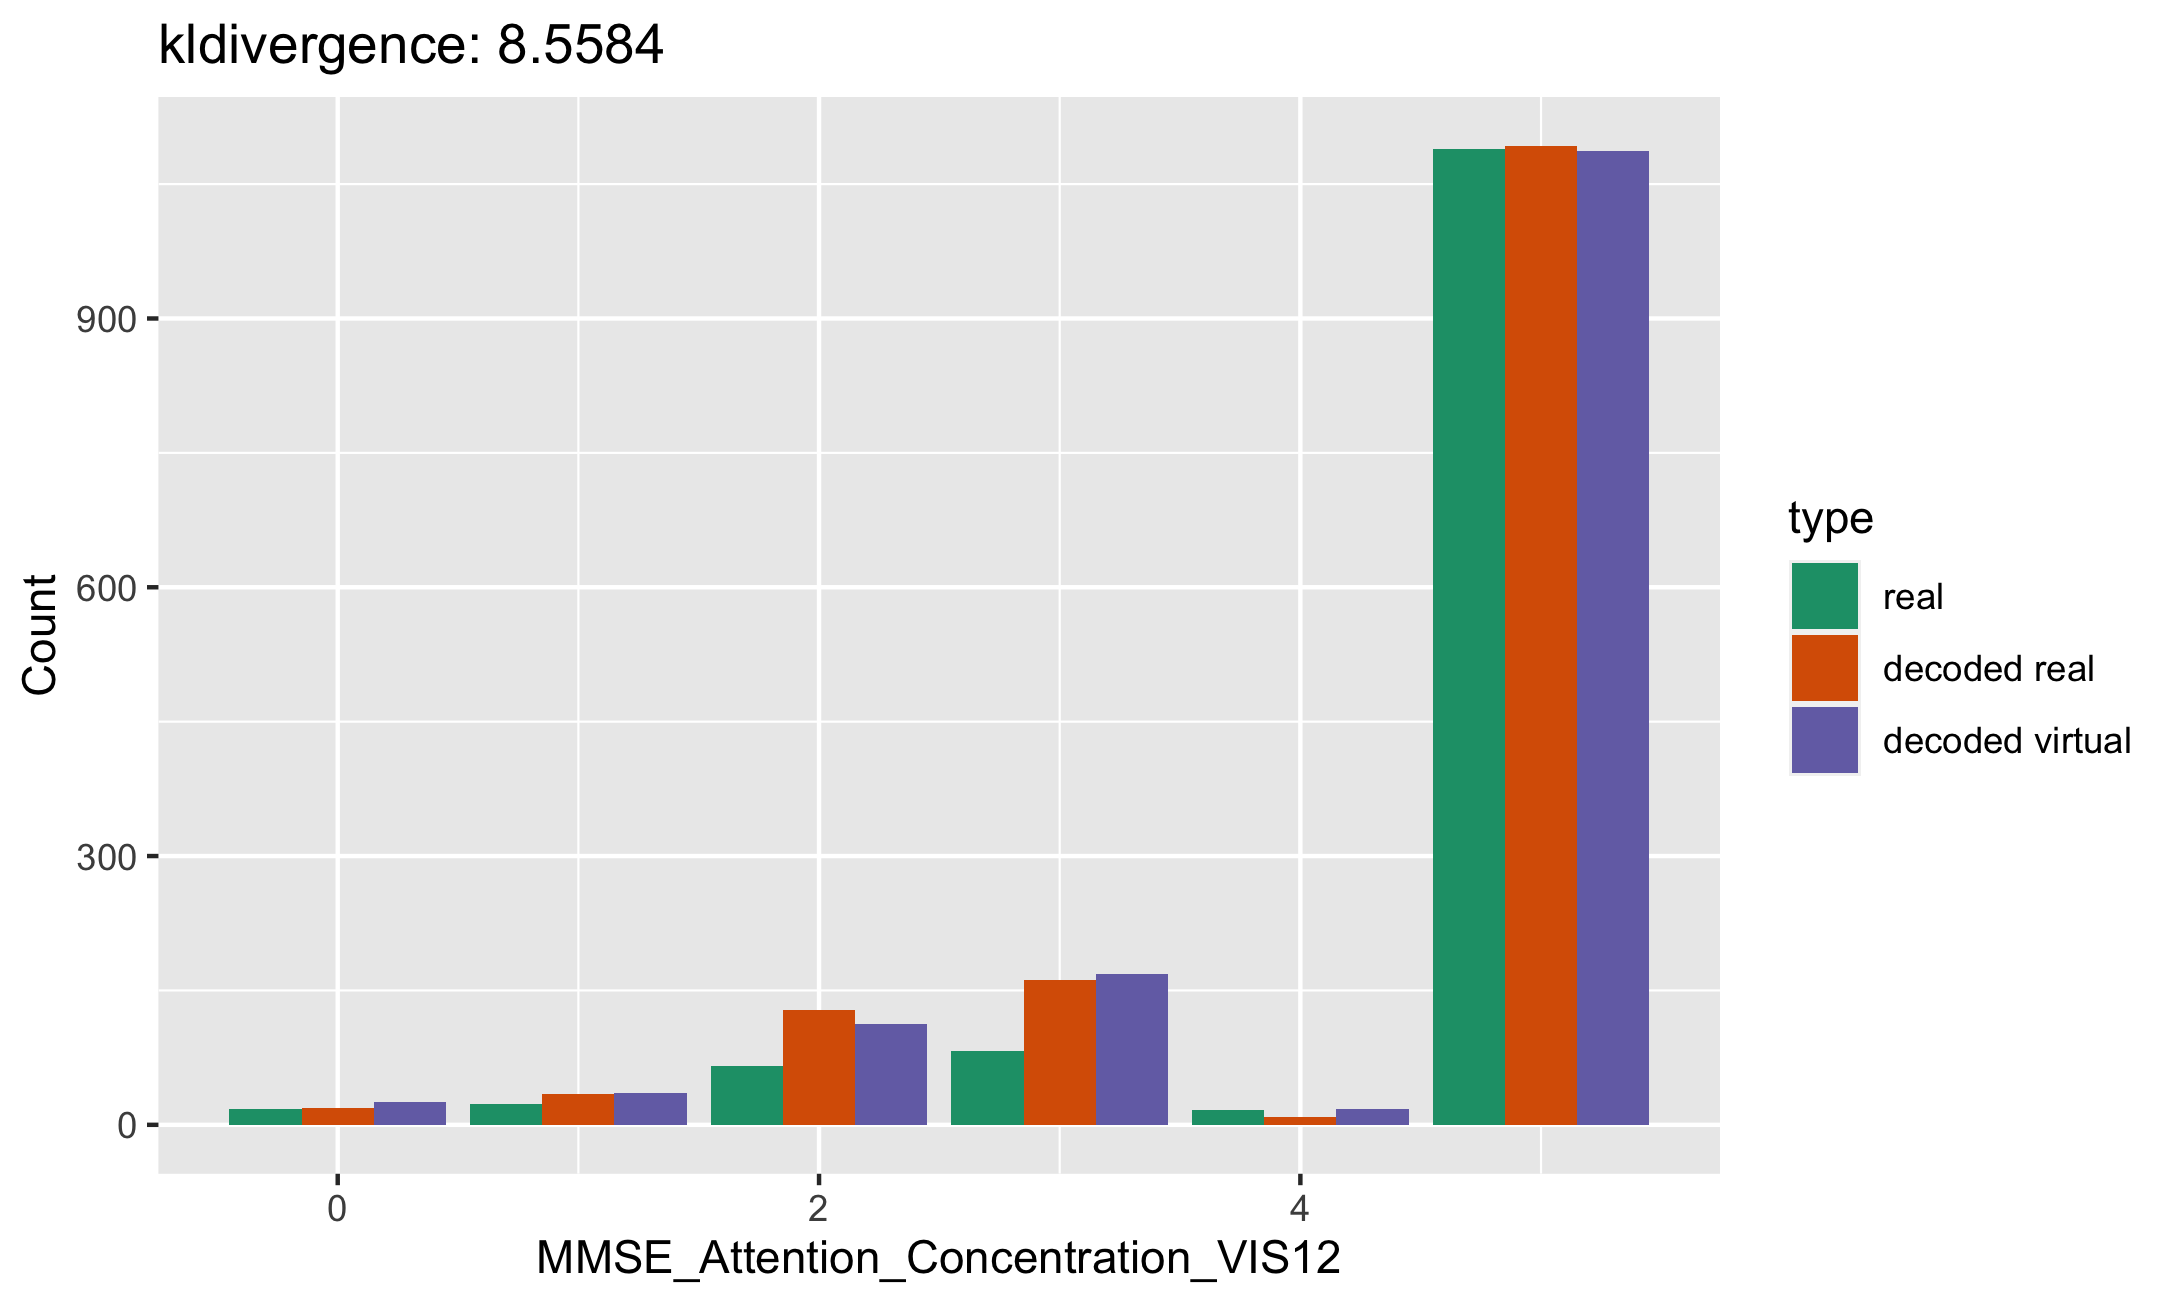 kldivergence: 8.5584
Count
900
600
300
0
0
2
4
MMSE_Attention_Concentration_VIS12
type
real
decoded real
decoded virtual